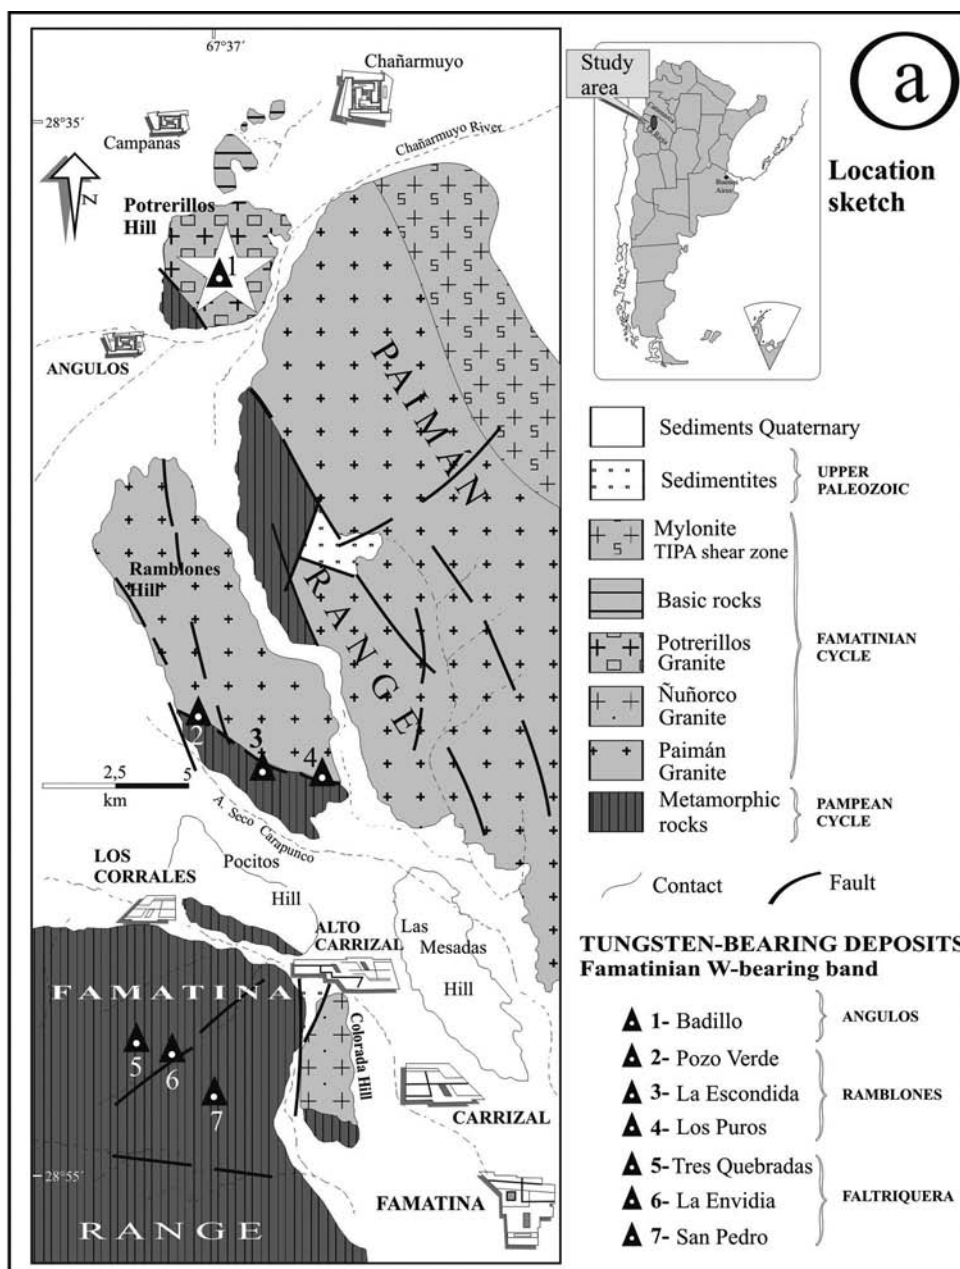 a
Location
sketch
67°37´
Chañarmuyo
28°35´
Campanas
Chañarmuyo River
N
Potrerillos
Hill
1
ANGULOS
PAIMÁN
RANGE
Ramblones
Hill
2
3
4
2,5
5
km
A. Seco Carapunco
LOS
CORRALES
Pocitos
Hill
ALTO
CARRIZAL
Las
Mesadas
Hill
FAMATINA
Colorada Hill
5
6
7
CARRIZAL
28°55´
FAMATINA
RANGE
Study
area
Buenos
Aires
Sediments Quaternary
Sedimentites
UPPER
PALEOZOIC
Mylonite
TIPA shear zone
Basic rocks
Potrerillos
Granite
FAMATINIAN
CYCLE
Ñuñorco
Granite
Paimán
Granite
Metamorphic
rocks
PAMPEAN
CYCLE
Contact
Fault
TUNGSTEN-BEARING DEPOSITS
Famatinian W-bearing band
1- Badillo
ANGULOS
2- Pozo Verde
3- La Escondida
RAMBLONES
4- Los Puros
5-Tres Quebradas
6- La Envidia
FALTRIQUERA
7- San Pedro